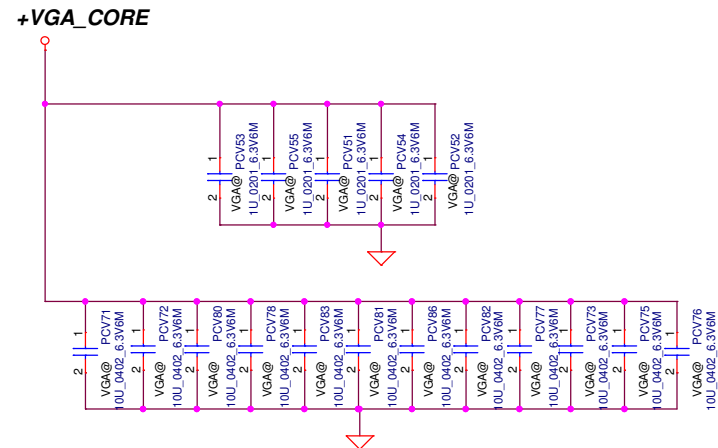 +VGA_CORE
1
2
VGA@
PCV53
1U_0201_6.3V6M
1
2
VGA@
PCV55
1U_0201_6.3V6M
1
2
VGA@
PCV51
1U_0201_6.3V6M
1
2
VGA@
PCV54
1U_0201_6.3V6M
1
2
VGA@
PCV52
1U_0201_6.3V6M
1
2
VGA@
PCV71
10U_0402_6.3V6M
1
2
VGA@
PCV72
10U_0402_6.3V6M
1
2
VGA@
PCV80
10U_0402_6.3V6M
1
2
VGA@
PCV78
10U_0402_6.3V6M
1
2
VGA@
PCV83
10U_0402_6.3V6M
1
2
VGA@
PCV81
10U_0402_6.3V6M
1
2
VGA@
PCV86
10U_0402_6.3V6M
1
2
VGA@
PCV82
10U_0402_6.3V6M
1
2
VGA@
PCV77
10U_0402_6.3V6M
1
2
VGA@
PCV73
10U_0402_6.3V6M
1
2
VGA@
PCV75
10U_0402_6.3V6M
1
2
VGA@
PCV76
10U_0402_6.3V6M